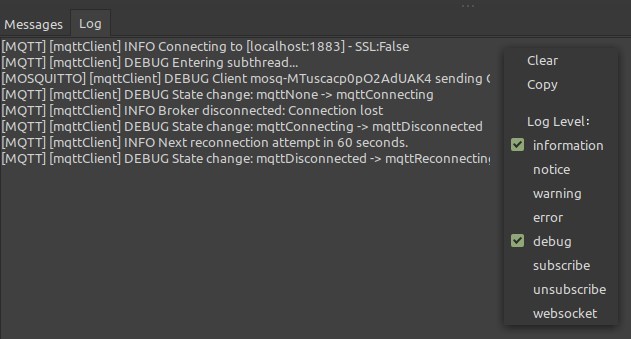 Messages Log
[MQTT] [mqttClient] INFO Connecting to [localhost:1883] - SSL:False
[MQTT] [mqttClient] DEBUG Entering subthread...
[MOSQUITTO] [mqttClient] DEBUG Client mosq-MTuscacp0pO2AdUAK4 sending C
[MQTT] [mqttClient] DEBUG State change: mqttNone -> mqttConnecting
[MQTT] [mqttClient] INFO Broker disconnected: Connection lost
[MQTT] [mqttClient] DEBUG State change: mqttConnecting -> mqttDisconnected
[MQTT] [mqttClient] INFO Next reconnection attempt in 60 seconds.
[MQTT] [mqttClient] DEBUG State change: mqttDisconnected -> mqttReconnecting
Clear
Copy
Log Level:
information
notice
warning
error
debug
subscribe
unsubscribe
websocket